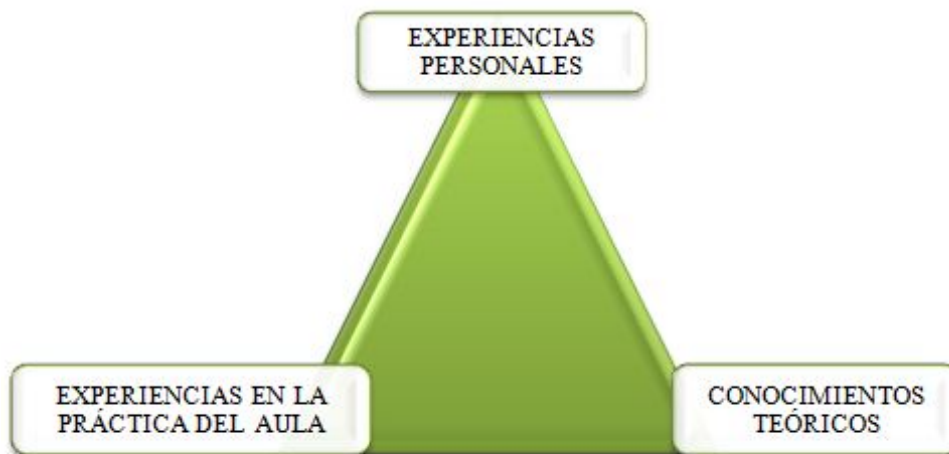 EXPERIENCIAS
PERSONALES
EXPERIENCIAS EN LA
PRÁCTICA DEL AULA
CONOCIMIENTOS
TEÓRICOS